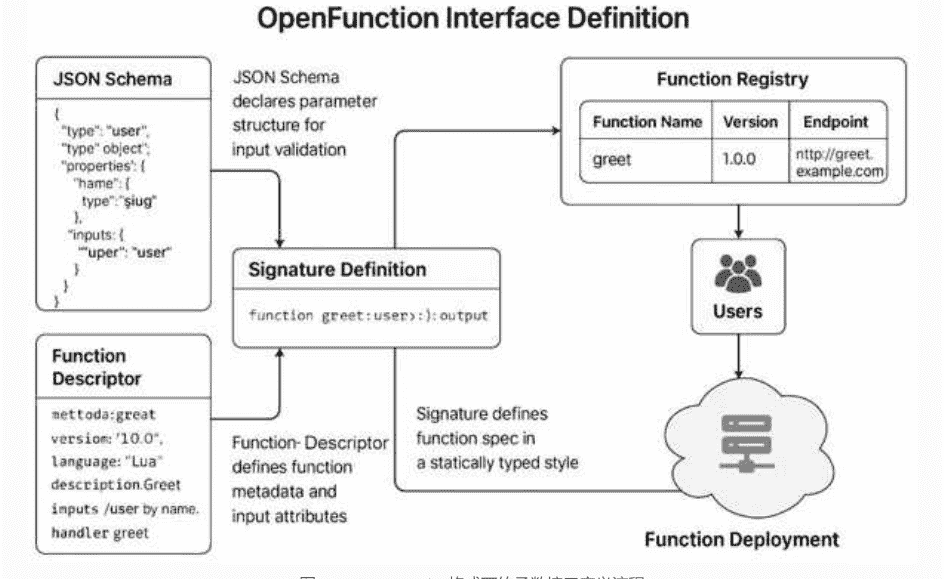 OpenFunction Interface Definition
JSON Schema
{
"type": "user",
"type" object";
"properties': {
"hame": {
type":"şiug"
},
"inputs: {
""uper": "user"
}
}
}
JSON Schema
declares parameter
structure for
input validation
Function Registry
Function Name Version Endpoint
greet 1.0.0 nttp://greet.
example.com
Signature Definition
function greet:user>:):output
Users
Function
Descriptor
mettoda:great
version: '10.0",
language: "Lua"
description.Greet
inputs /user by name.
handler greet
Function- Descriptor
defines function
metadata and
input attributes
Signature defines
function spec in
a statically typed style
Function Deployment